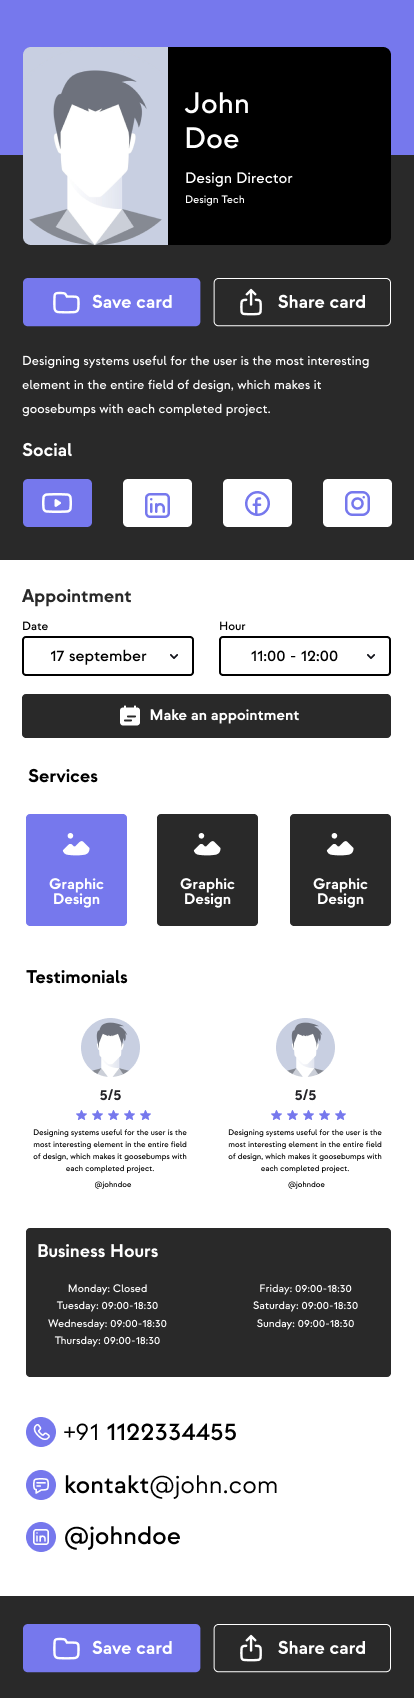 John
Doe
Design Director
Design Tech
Save card
Share card
Designing systems useful for the user is the most interesting
element in the entire field of design, which makes it
goosebumps with each completed project.
Social
Appointment
Date
Hour
17 september
11:00 - 12:00
Make an appointment
Services
Graphic
Design
Graphic
Design
Graphic
Design
Testimonials
5/5
Designing systems useful for the user is the
most interesting element in the entire field
of design, which makes it goosebumps with
each completed project.
@johndoe
5/5
Designing systems useful for the user is the
most interesting element in the entire field
of design, which makes it goosebumps with
each completed project.
@johndoe
Business Hours
Monday: Closed
Tuesday: 09:00-18:30
Wednesday: 09:00-18:30
Thursday: 09:00-18:30
Friday: 09:00-18:30
Saturday: 09:00-18:30
Sunday: 09:00-18:30
+91 1122334455
kontakt@john.com
@johndoe
Save card
Share card